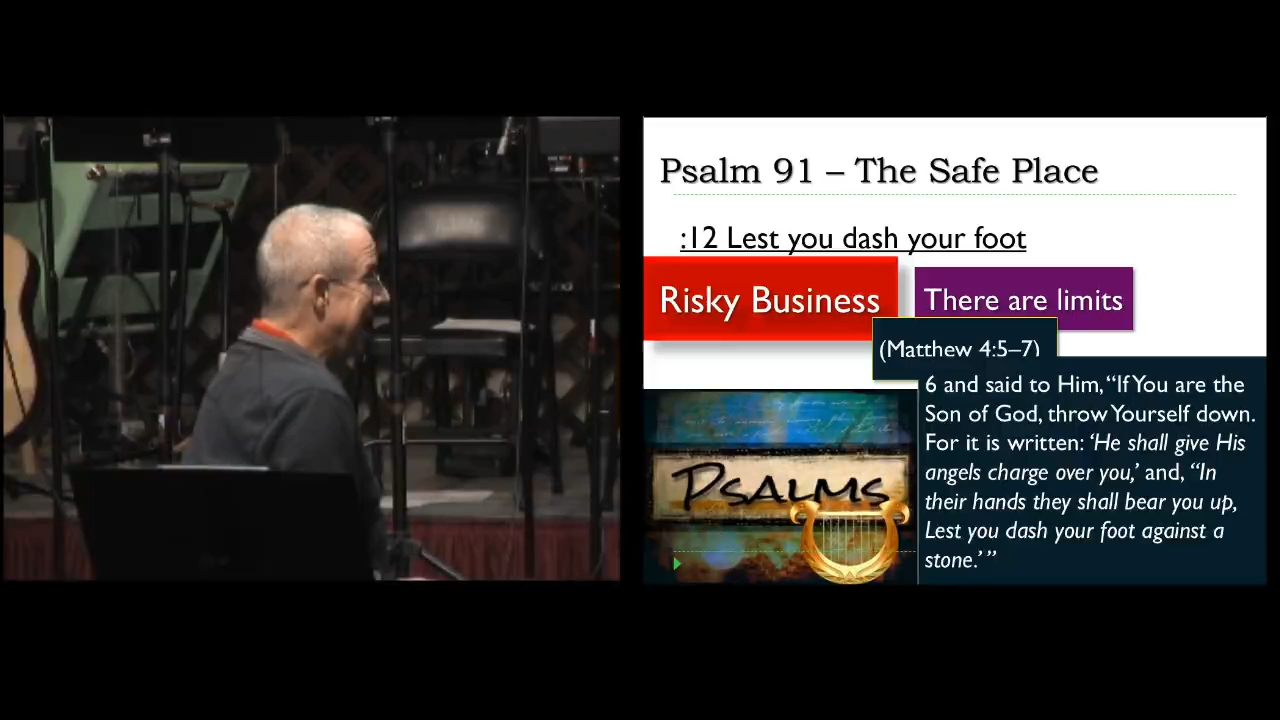 Psalm 91 – The Safe Place
:12 Lest you dash your foot
Risky Business
There are limits
(Matthew 4:5–7)
6 and said to Him, “If You are the
Son of God, throw Yourself down.
For it is written: ‘He shall give His
angels charge over you,’ and, “In
their hands they shall bear you up,
Lest you dash your foot against a
stone.’ ”
PSALMS